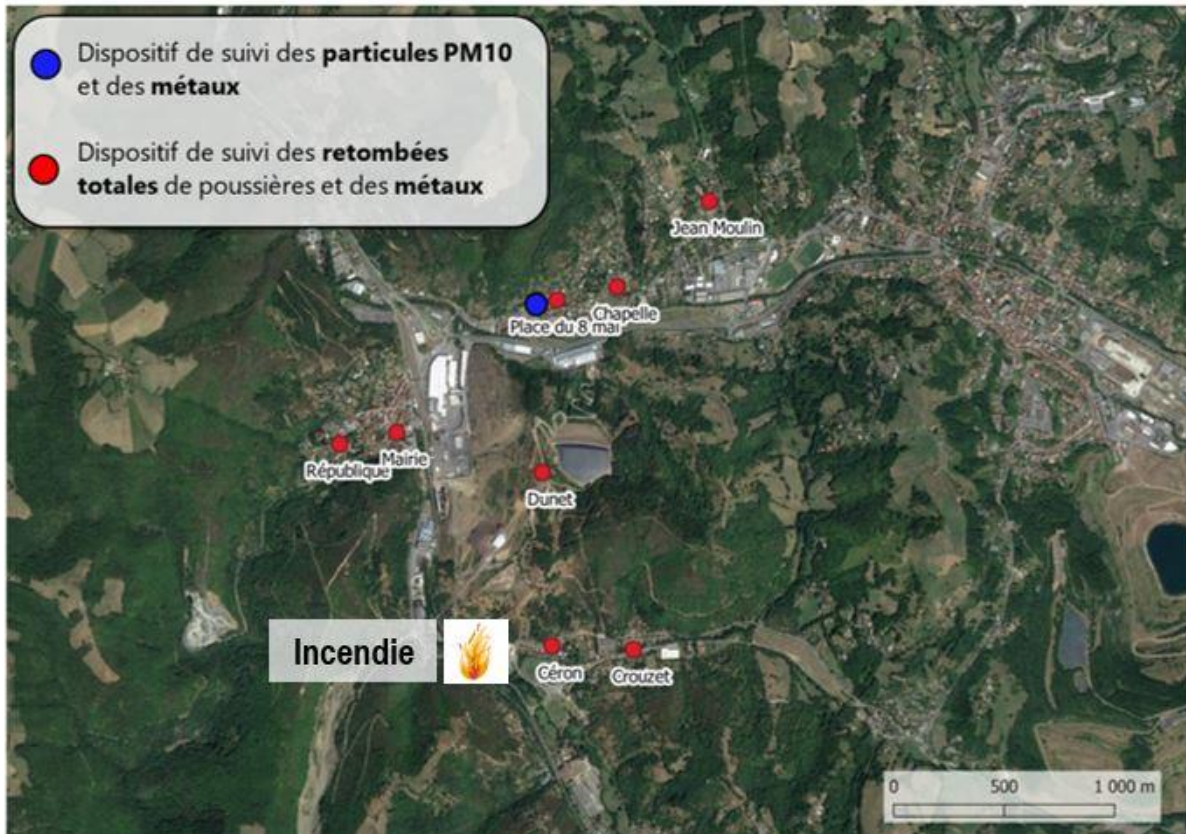 Dispositif de suivi des particules PM10
et des métaux
Dispositif de suivi des retombées
totales de poussières et des métaux
Jean Moulin
Chapelle
Place du 8 mai
Mairie
République
Dunet
Incendie
Céron
Crouzet
0 500 1 000 m